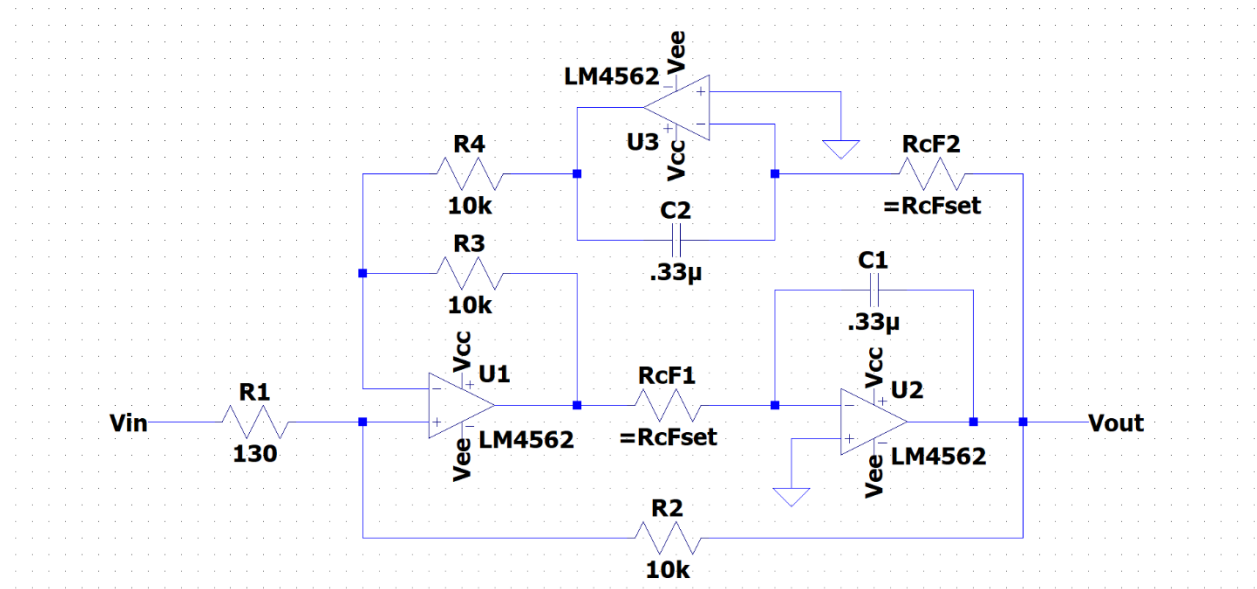 Vee
LM4562
U3
Vcc
R4
10k
RcF2
=RcFset
C2
.33µ
R3
10k
C1
.33µ
Vcc
U1
LM4562
Vee
R1
130
Vin
RcF1
=RcFset
Vcc
U2
LM4562
Vee
Vout
R2
10k